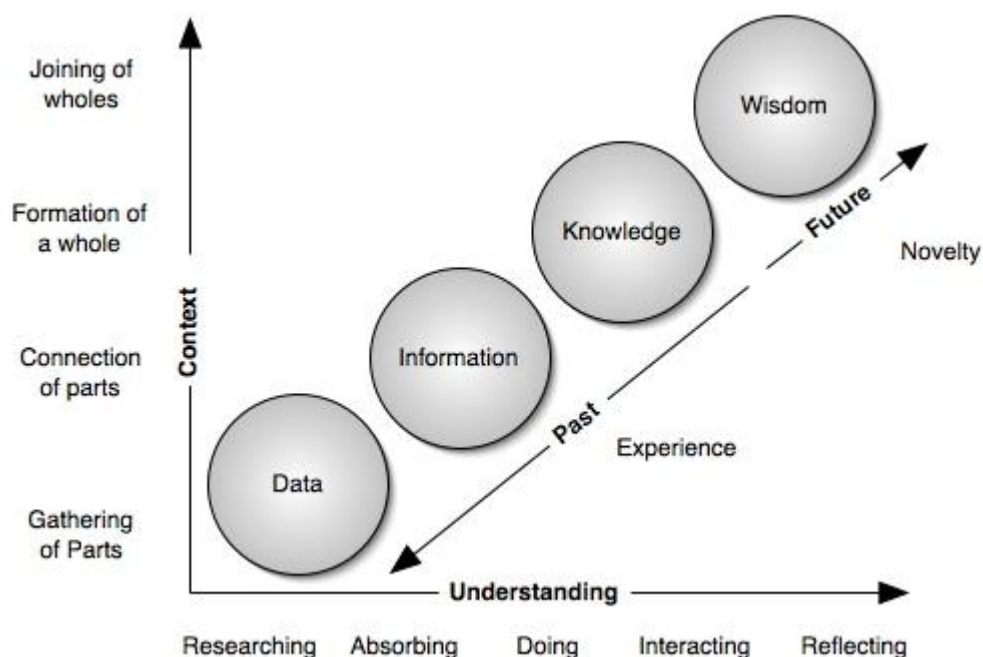 Joining of
wholes
Wisdom
Formation of
a whole
Knowledge
Future
Novelty
Context
Connection
of parts
Information
Past
Experience
Data
Gathering
of Parts
Understanding
Researching Absorbing Doing Interacting Reflecting